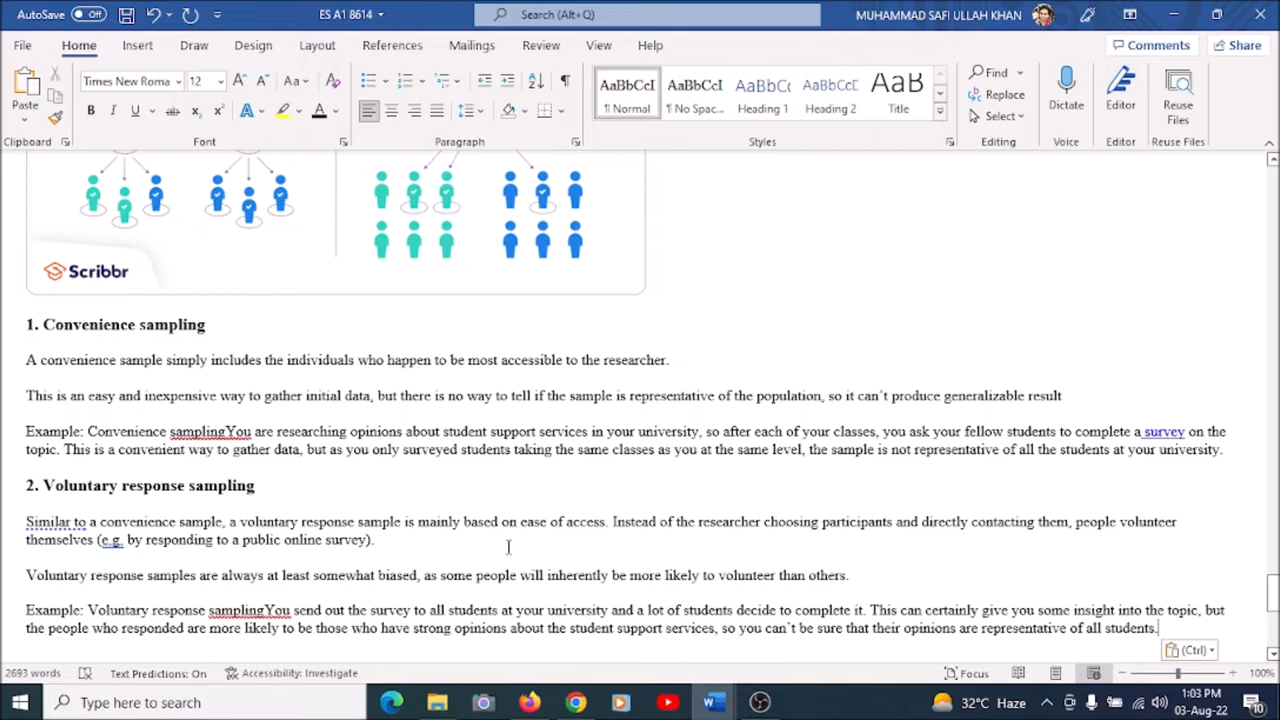 AutoSave Off ES A1 8614 Search (Alt+Q) MUHAMMAD SAFI ULLAH KHAN
File Home Insert Draw Design Layout References Mailings Review View Help Comments Share
Times New Roma 12 Aa
AaBbCcI AaBbCcI AaBbCc AaBbCcD AaB
Paste
¶ Normal ¶ No Spac... Heading 1 Heading 2 Title
Find
Replace
Select
Dictate Editor Reuse Files
Clipboard Font Paragraph Styles Editing Voice Editor Reuse Files
Scribbr
1. Convenience sampling
A convenience sample simply includes the individuals who happen to be most accessible to the researcher.
This is an easy and inexpensive way to gather initial data, but there is no way to tell if the sample is representative of the population, so it can’t produce generalizable result
Example: Convenience samplingYou are researching opinions about student support services in your university, so after each of your classes, you ask your fellow students to complete a survey on the
topic. This is a convenient way to gather data, but as you only surveyed students taking the same classes as you at the same level, the sample is not representative of all the students at your university.
2. Voluntary response sampling
Similar to a convenience sample, a voluntary response sample is mainly based on ease of access. Instead of the researcher choosing participants and directly contacting them, people volunteer
themselves (e.g. by responding to a public online survey).
Voluntary response samples are always at least somewhat biased, as some people will inherently be more likely to volunteer than others.
Example: Voluntary response samplingYou send out the survey to all students at your university and a lot of students decide to complete it. This can certainly give you some insight into the topic, but
the people who responded are more likely to be those who have strong opinions about the student support services, so you can’t be sure that their opinions are representative of all students.
(Ctrl)
2693 words Text Predictions: On Accessibility: Investigate Focus 100%
Type here to search 32°C Haze 1:03 PM
03-Aug-22 10